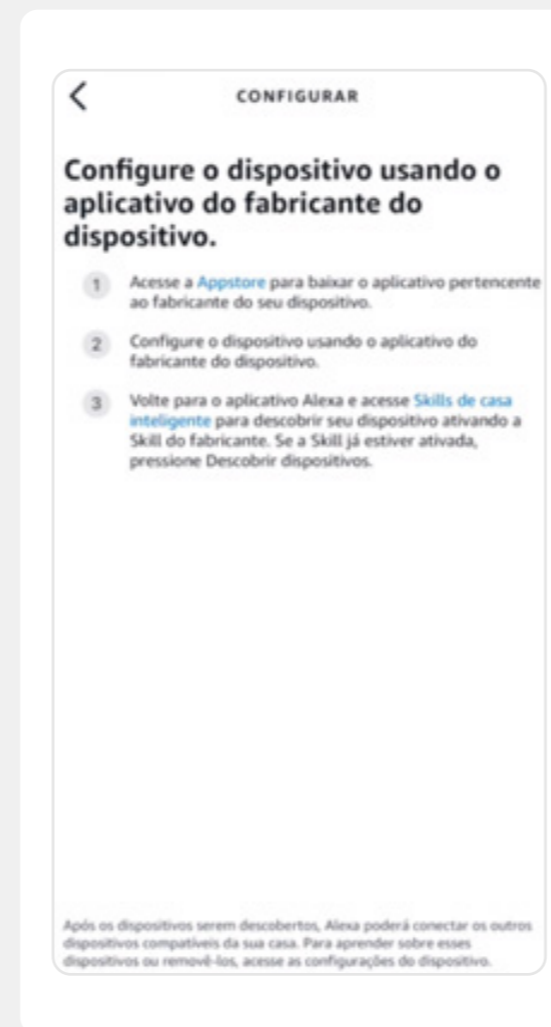 CONFIGURAR
Configure o dispositivo usando o
aplicativo do fabricante do
dispositivo.
1 Acesse a Appstore para baixar o aplicativo pertencente
ao fabricante do seu dispositivo.
2 Configure o dispositivo usando o aplicativo do
fabricante do dispositivo.
3 Volte para o aplicativo Alexa e acesse Skills de casa
inteligente para descobrir seu dispositivo ativando a
Skill do fabricante. Se a Skill já estiver ativada,
pressione Descobrir dispositivos.
Após os dispositivos serem descobertos, Alexa poderá conectar os outros
dispositivos compatíveis da sua casa. Para aprender sobre esses
dispositivos ou removê-los, acesse as configurações do dispositivo.